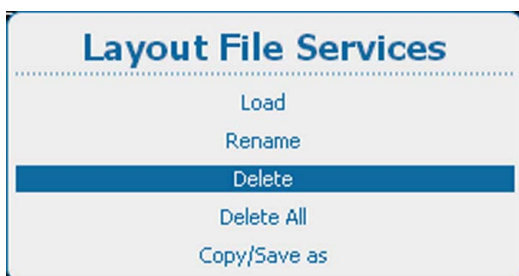 Layout File Services
Load
Rename
Delete
Delete All
Copy/Save as